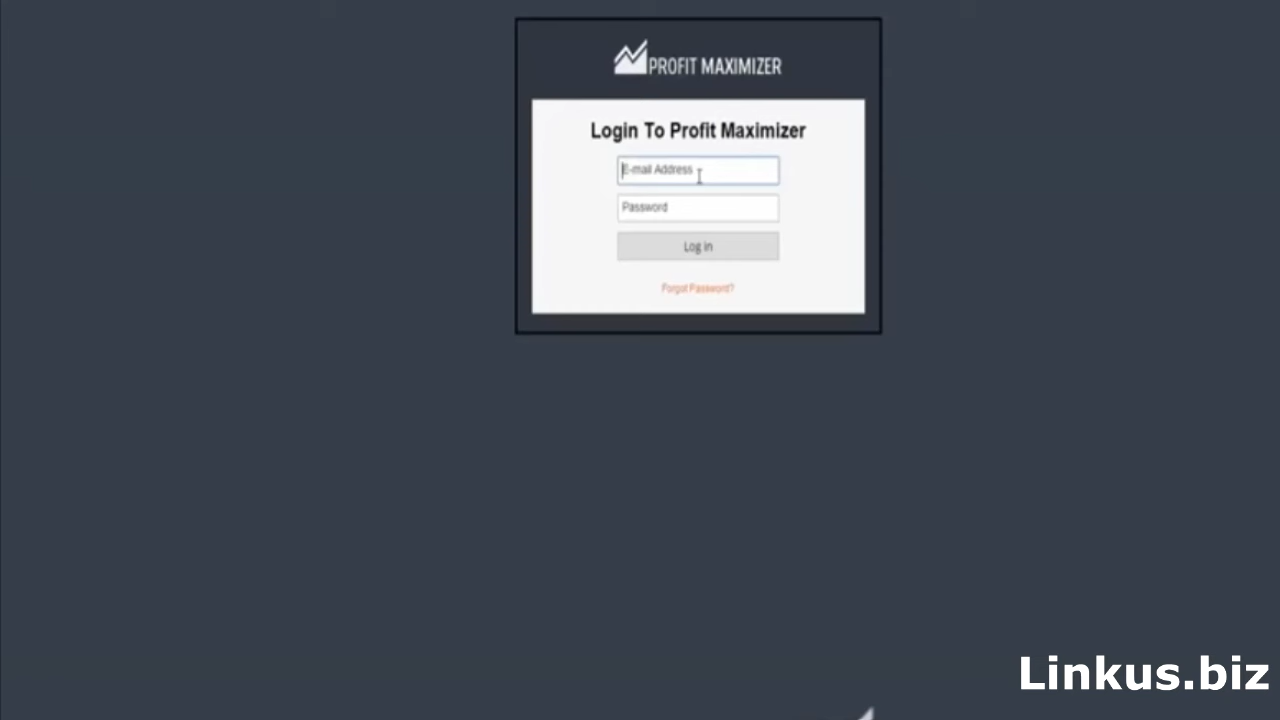 PROFIT MAXIMIZER
Login To Profit Maximizer
E-mail Address
Password
Log in
Forgot Password?
Linkus.biz